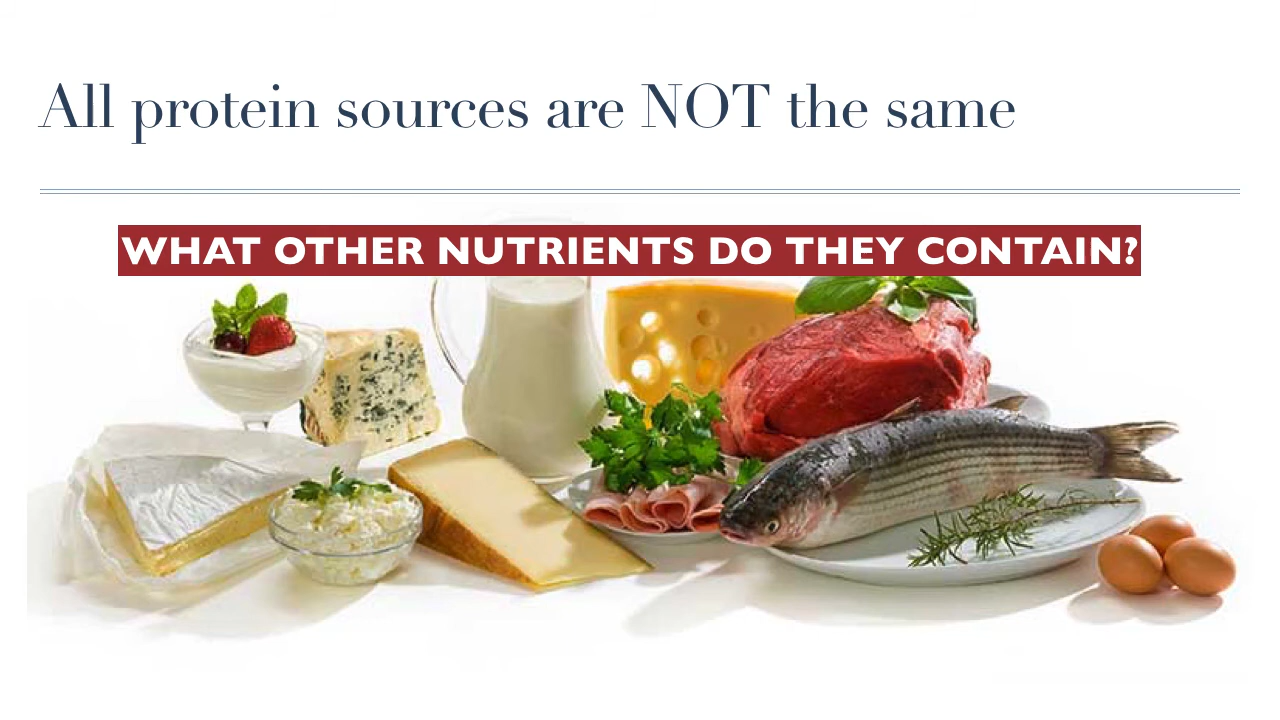 All protein sources are NOT the same
WHAT OTHER NUTRIENTS DO THEY CONTAIN?